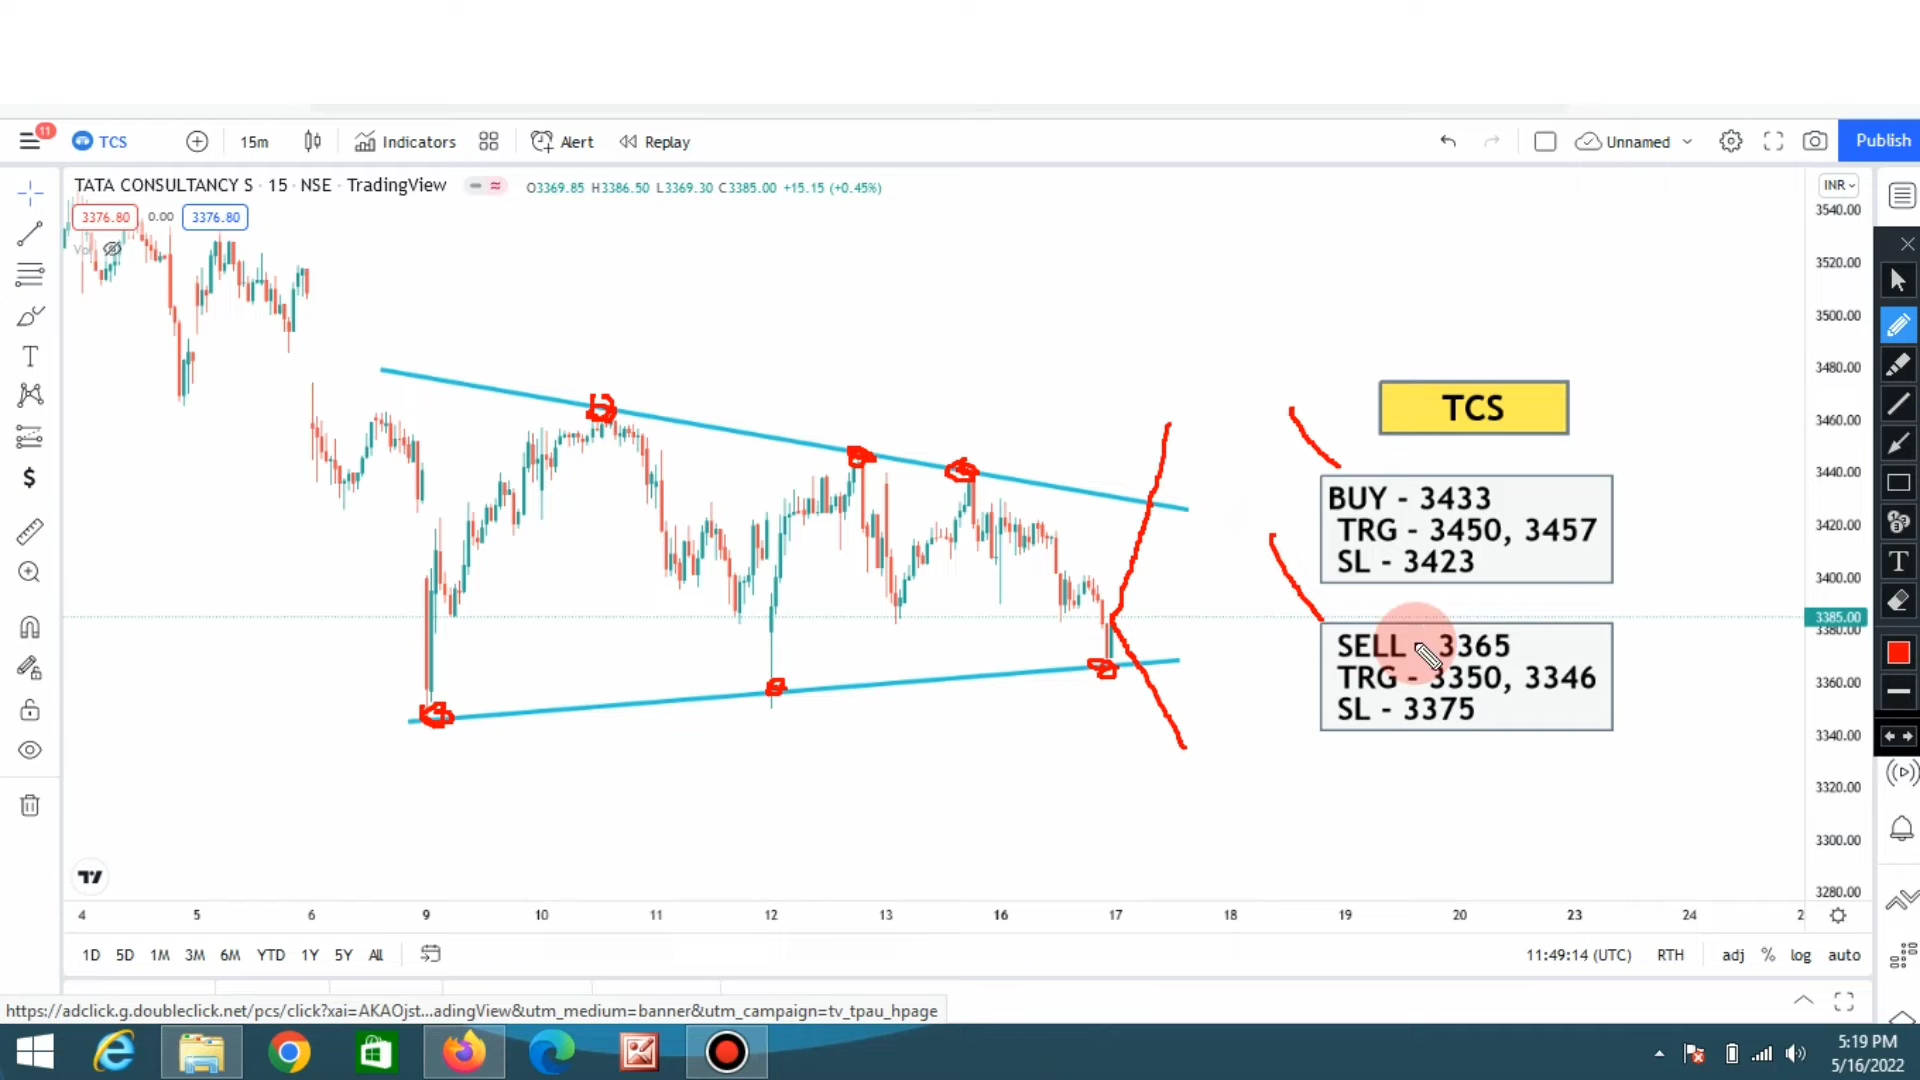 11
TCS
15m
Indicators
Alert
Replay
Unnamed
Publish
TATA CONSULTANCY S · 15 · NSE · TradingView
O3369.85 H3386.50 L3369.30 C3385.00 +15.15 (+0.45%)
INR
3376.80 0.00 3376.80
3540.00
3520.00
3500.00
3480.00
3460.00
3440.00
3420.00
3400.00
3385.00
3380.00
3360.00
3340.00
3320.00
3300.00
3280.00
TCS
BUY - 3433
TRG - 3450, 3457
SL - 3423
SELL - 3365
TRG - 3350, 3346
SL - 3375
4 5 6 9 10 11 12 13 16 17 18 19 20 23 24 2
1D 5D 1M 3M 6M YTD 1Y 5Y All
11:49:14 (UTC) RTH adj % log auto
https://adclick.g.doubleclick.net/pcs/click?xai=AKAOjst...adingView&utm_medium=banner&utm_campaign=tv_tpau_hpage
5:19 PM
5/16/2022